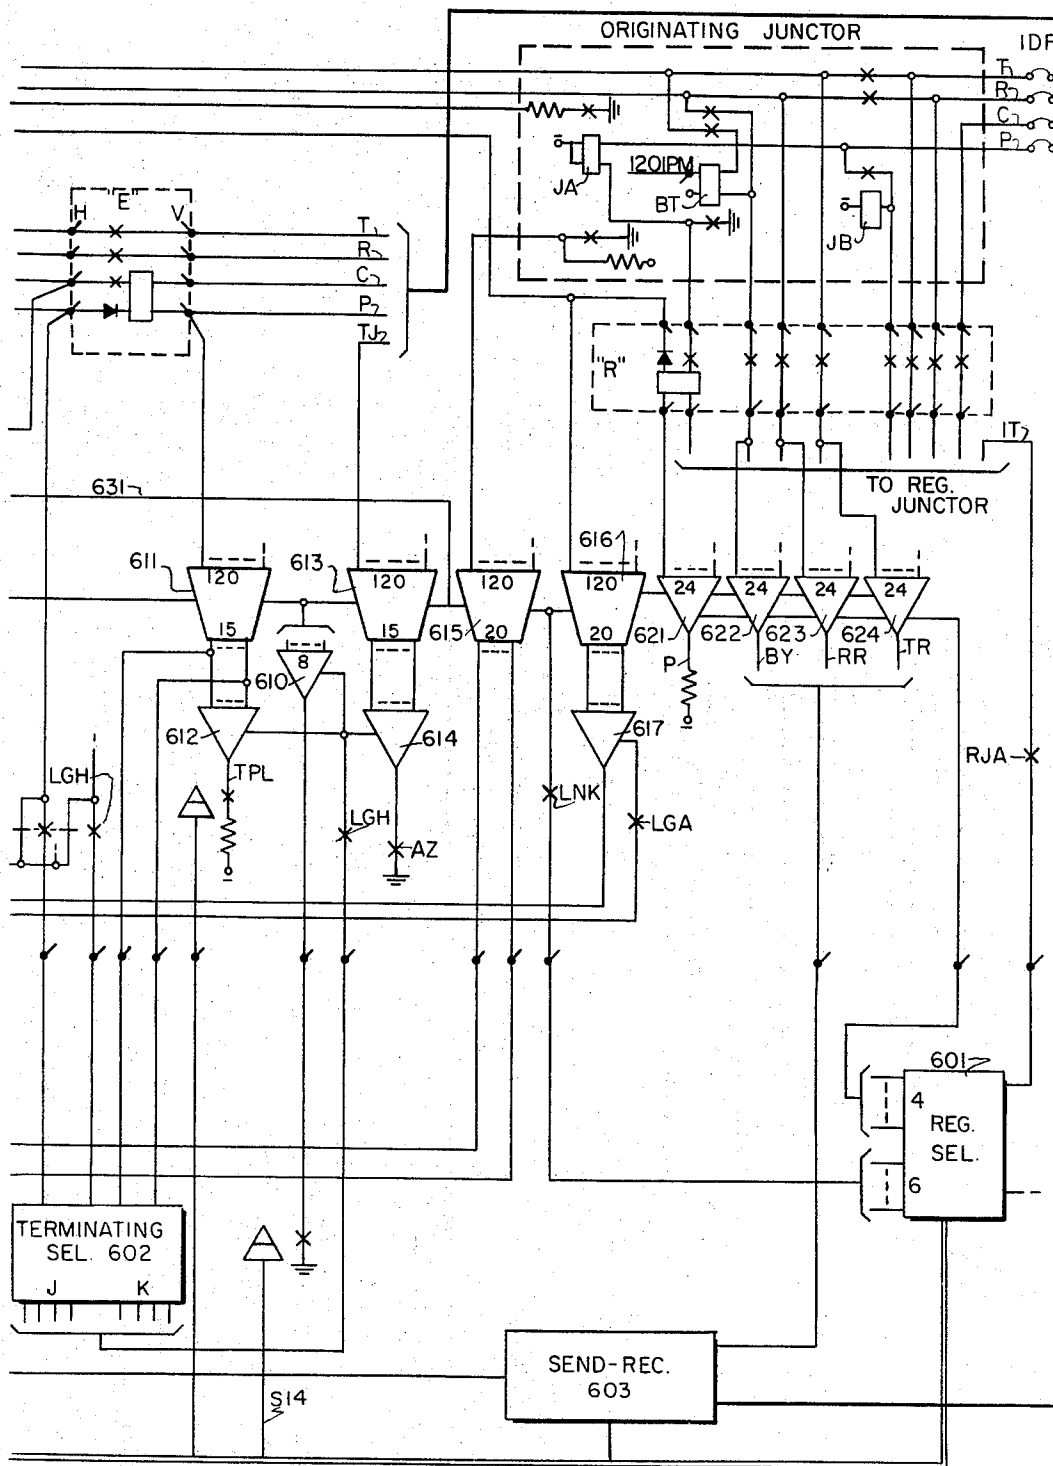 ORIGINATING JUNCTOR
IDF
T
R
C
P
JA
1201PM
BT
JB
"E"
H
V
T
R
C
P
TJ
"R"
IT
TO REG.
JUNCTOR
631
611
120
15
613
120
15
120
615
20
616
120
20
24
621
24
622
24
623
24
624
8
610
612
614
617
P
BY
RR
TR
TPL
LGH
LGH
AZ
LNK
LGA
RJA
601
4
REG.
SEL.
6
TERMINATING
SEL. 602
J K
SEND-REC.
603
S14